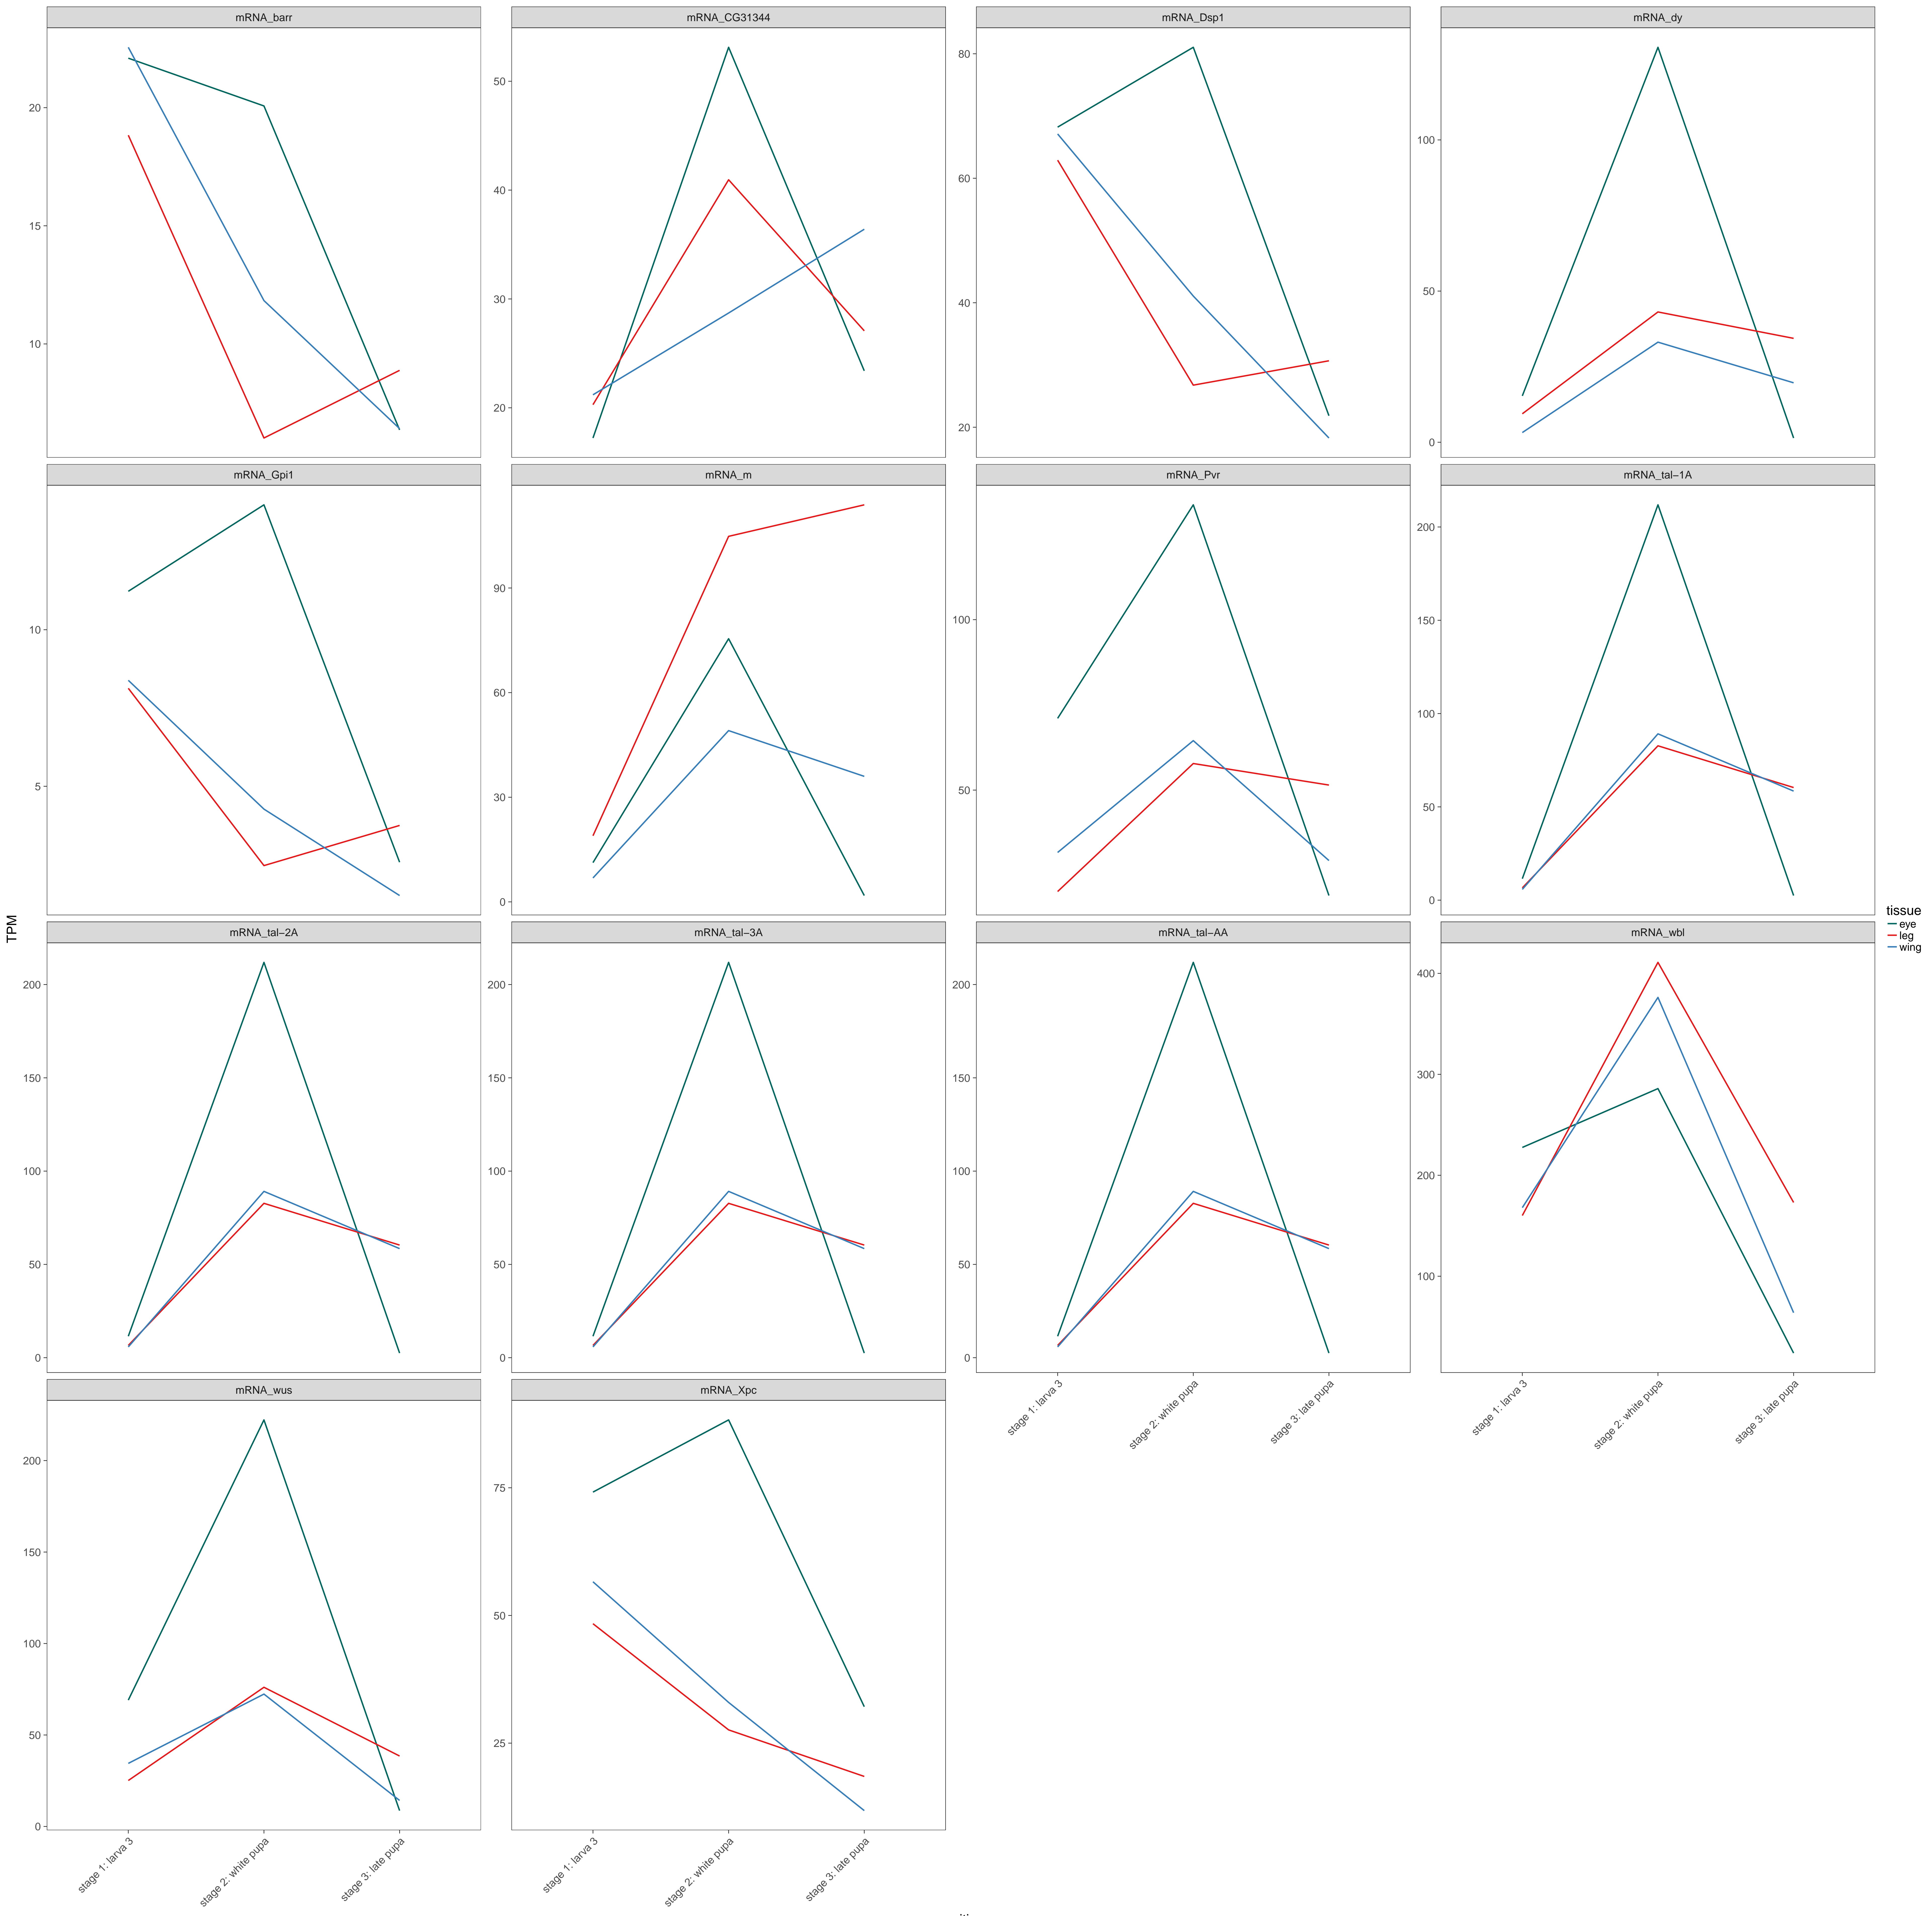 mRNA_barr
mRNA_CG31344
mRNA_Dsp1
mRNA_dy
20
15
10
50
40
30
20
80
60
40
20
100
50
0
mRNA_Gpi1
mRNA_m
mRNA_Pvr
mRNA_tal−1A
10
5
90
60
30
0
100
50
200
150
100
50
0
TPM
mRNA_tal−2A
mRNA_tal−3A
mRNA_tal−AA
mRNA_wbl
200
150
100
50
0
200
150
100
50
0
200
150
100
50
0
400
300
200
100
tissue
eye
leg
wing
stage 1: larva 3
stage 2: white pupa
stage 3: late pupa
stage 1: larva 3
stage 2: white pupa
stage 3: late pupa
mRNA_wus
mRNA_Xpc
200
150
100
50
0
75
50
25
stage 1: larva 3
stage 2: white pupa
stage 3: late pupa
stage 1: larva 3
stage 2: white pupa
stage 3: late pupa